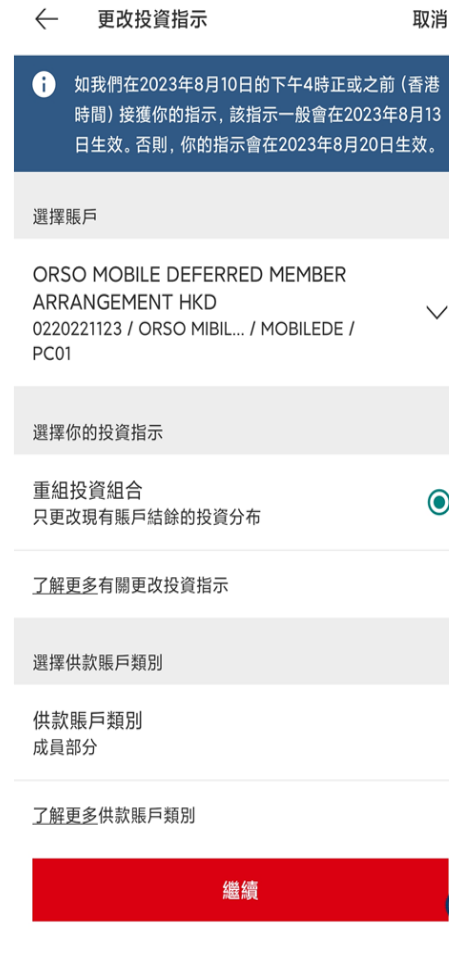 更改投資指示 取消
如我們在2023年8月10日的下午4時正或之前（香港
時間）接獲你的指示，該指示一般會在2023年8月13
日生效。否則，你的指示會在2023年8月20日生效。
選擇賬戶
ORSO MOBILE DEFERRED MEMBER
ARRANGEMENT HKD
0220221123 / ORSO MIBIL... / MOBILEDE /
PC01
選擇你的投資指示
重組投資組合
只更改現有賬戶結餘的投資分布
了解更多有關更改投資指示
選擇供款賬戶類別
供款賬戶類別
成員部分
了解更多供款賬戶類別
繼續